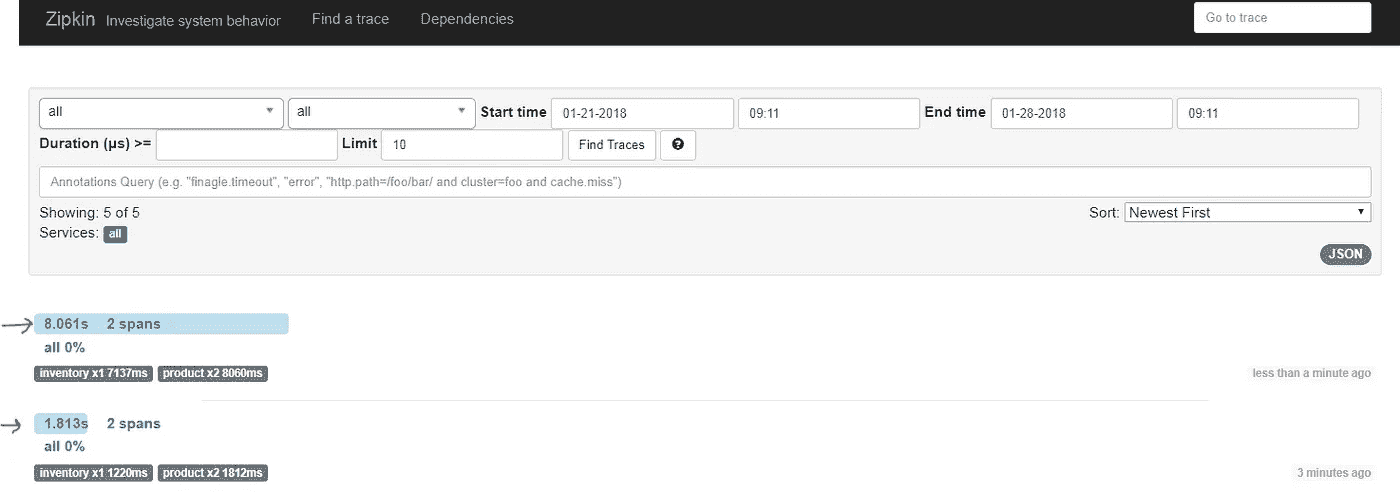 Zipkin Investigate system behavior Find a trace Dependencies Go to trace
all all Start time 01-21-2018 09:11 End time 01-28-2018 09:11
Duration (μs) >= Limit 10 Find Traces ?
Annotations Query (e.g. "finagle.timeout", "error", "http.path=/foo/bar/ and cluster=foo and cache.miss")
Showing: 5 of 5 Sort: Newest First
Services: all
JSON
8.061s 2 spans
all 0%
inventory x1 7137ms product x2 8060ms less than a minute ago
1.813s 2 spans
all 0%
inventory x1 1220ms product x2 1812ms 3 minutes ago